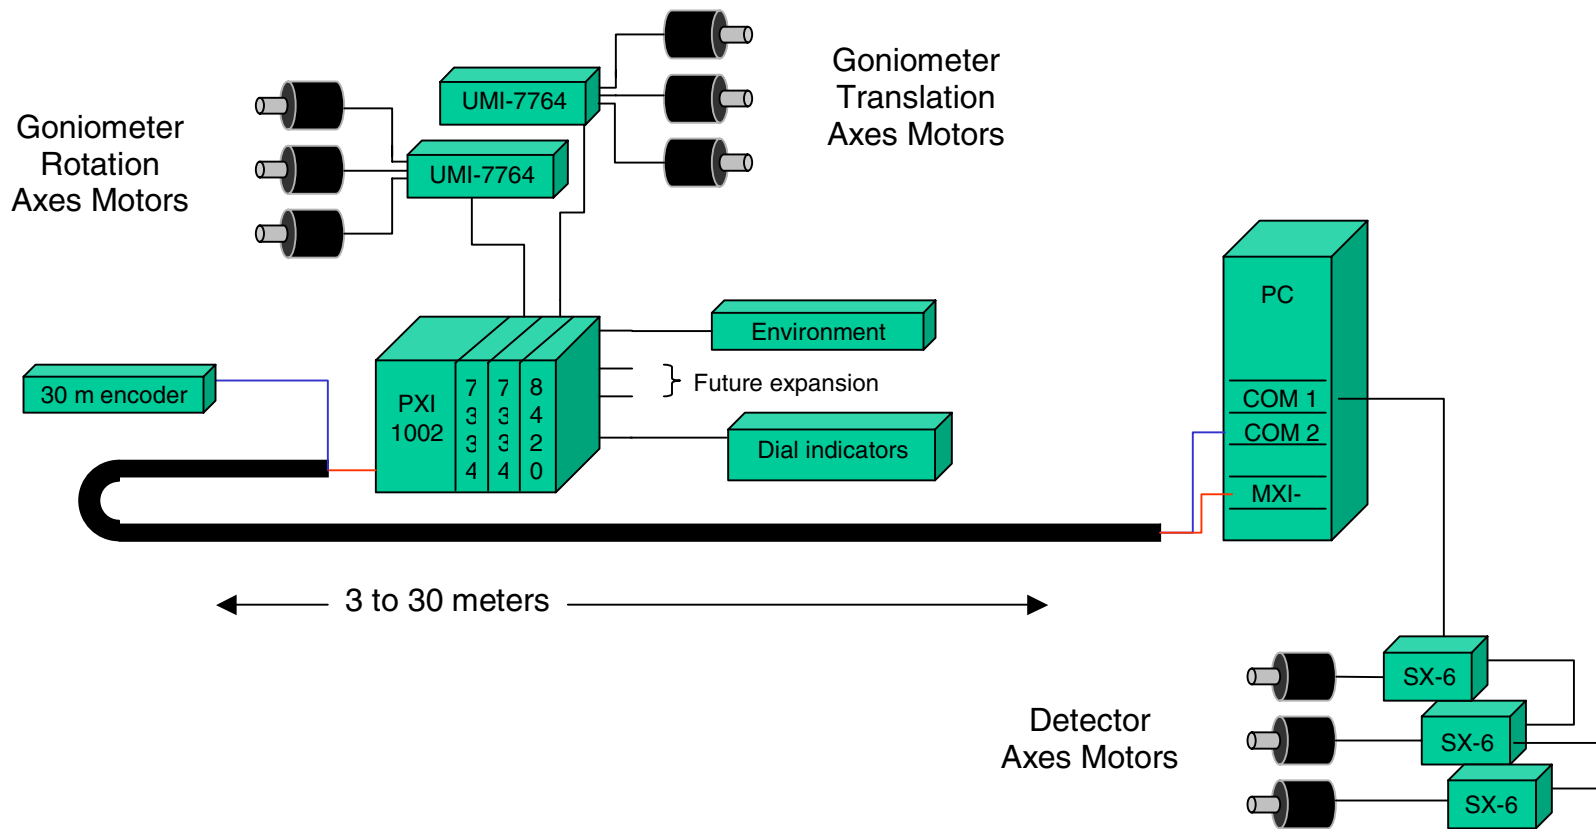 Goniometer
Translation
Axes Motors
UMI-7764
Goniometer
Rotation
Axes Motors
UMI-7764
PC
Environment
30 m encoder
PXI
1002
7
3
3
4
7
3
3
4
8
4
2
0
Future expansion
COM 1
COM 2
Dial indicators
MXI-
3 to 30 meters
SX-6
Detector
Axes Motors
SX-6
SX-6